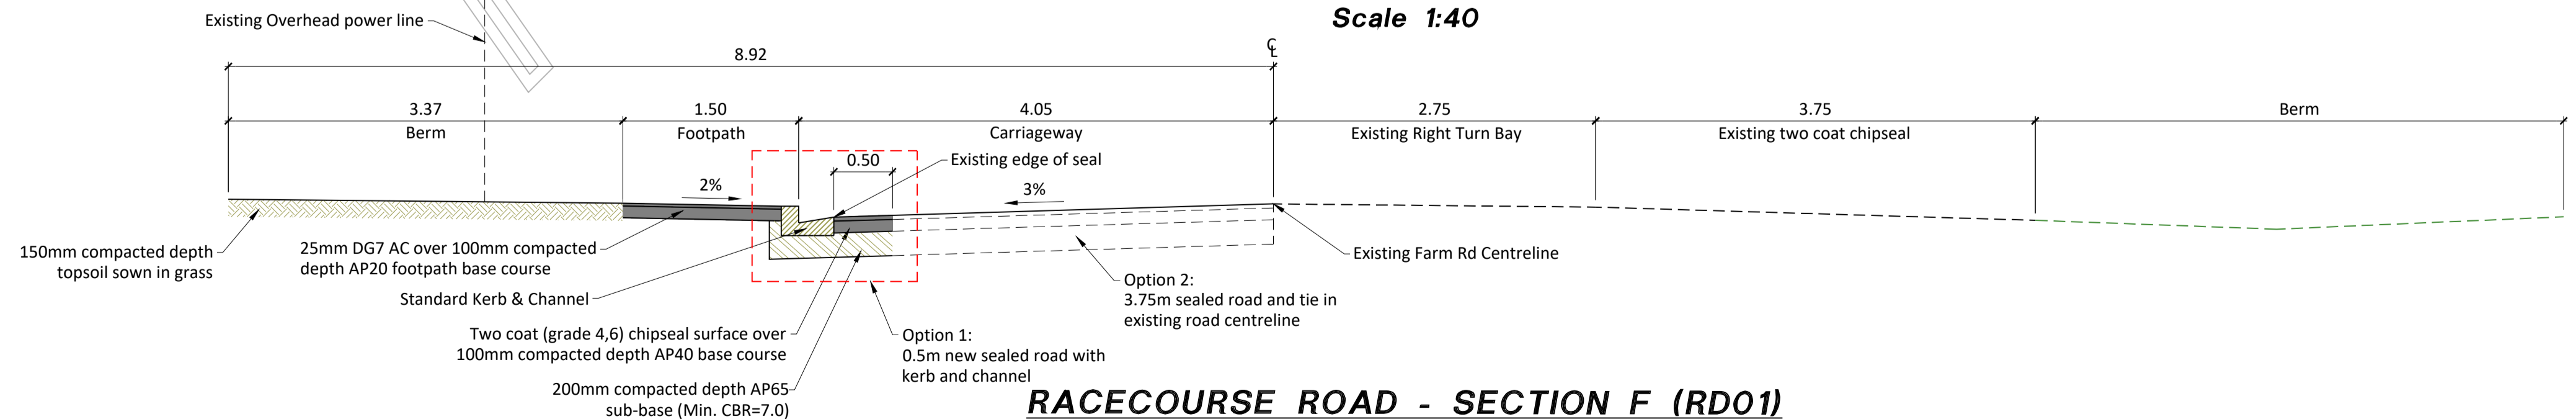 Existing Overhead power line
Scale 1:40
℄
8.92
3.37
1.50
4.05
2.75
3.75
Berm
Berm
Footpath
Carriageway
Existing Right Turn Bay
Existing two coat chipseal
0.50
Existing edge of seal
2%
3%
150mm compacted depth
topsoil sown in grass
25mm DG7 AC over 100mm compacted
depth AP20 footpath base course
Existing Farm Rd Centreline
Standard Kerb & Channel
Option 2:
3.75m sealed road and tie in
existing road centreline
Two coat (grade 4,6) chipseal surface over
100mm compacted depth AP40 base course
Option 1:
0.5m new sealed road with
kerb and channel
200mm compacted depth AP65
sub-base (Min. CBR=7.0)
RACECOURSE ROAD - SECTION F (RD01)